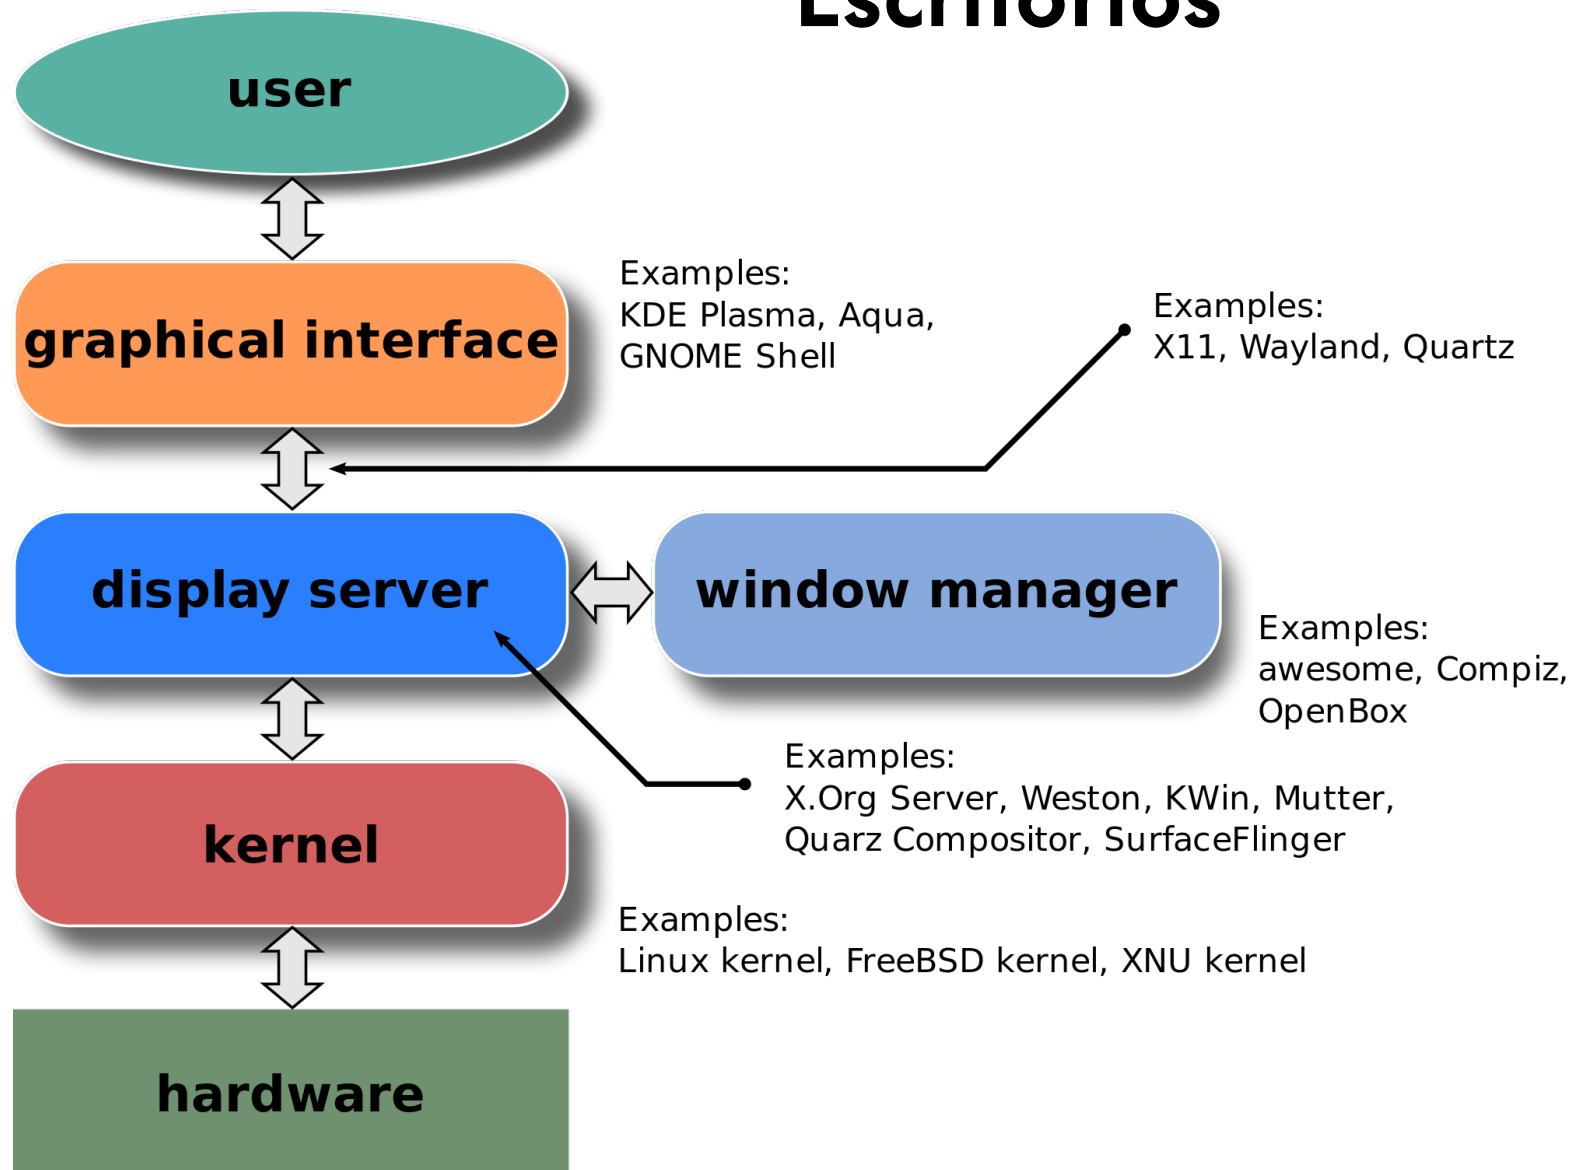 Escritórios
user
graphical interface
Examples:
KDE Plasma, Aqua,
GNOME Shell
Examples:
X11, Wayland, Quartz
display server
window manager
Examples:
awesome, Compiz,
OpenBox
Examples:
X.Org Server, Weston, KWin, Mutter,
Quarz Compositor, SurfaceFlinger
kernel
Examples:
Linux kernel, FreeBSD kernel, XNU kernel
hardware